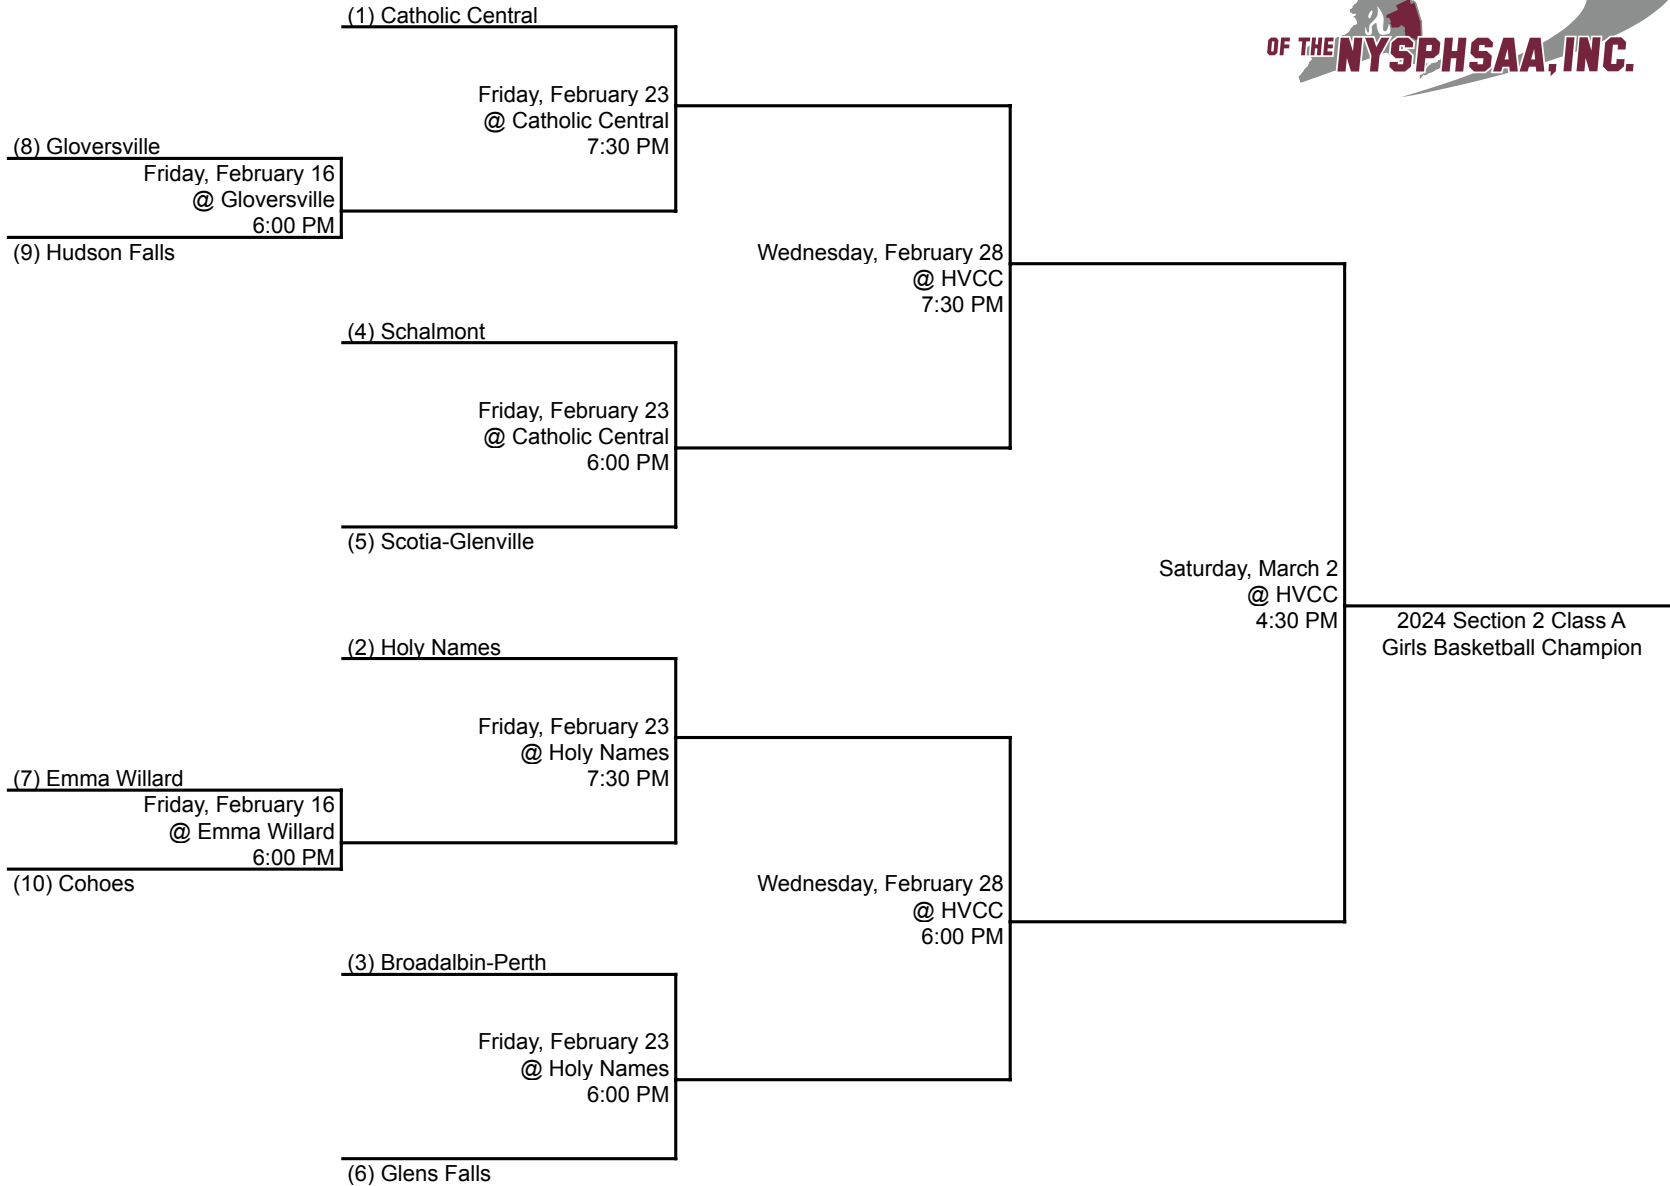 (1) Catholic Central
OF THE NYSPHSAA, INC.
Friday, February 23
@ Catholic Central
7:30 PM
(8) Gloversville
Friday, February 16
@ Gloversville
6:00 PM
(9) Hudson Falls
Wednesday, February 28
@ HVCC
7:30 PM
(4) Schalmont
Friday, February 23
@ Catholic Central
6:00 PM
(5) Scotia-Glenville
Saturday, March 2
@ HVCC
4:30 PM
2024 Section 2 Class A
Girls Basketball Champion
(2) Holy Names
Friday, February 23
@ Holy Names
7:30 PM
(7) Emma Willard
Friday, February 16
@ Emma Willard
6:00 PM
(10) Cohoes
Wednesday, February 28
@ HVCC
6:00 PM
(3) Broadalbin-Perth
Friday, February 23
@ Holy Names
6:00 PM
(6) Glens Falls